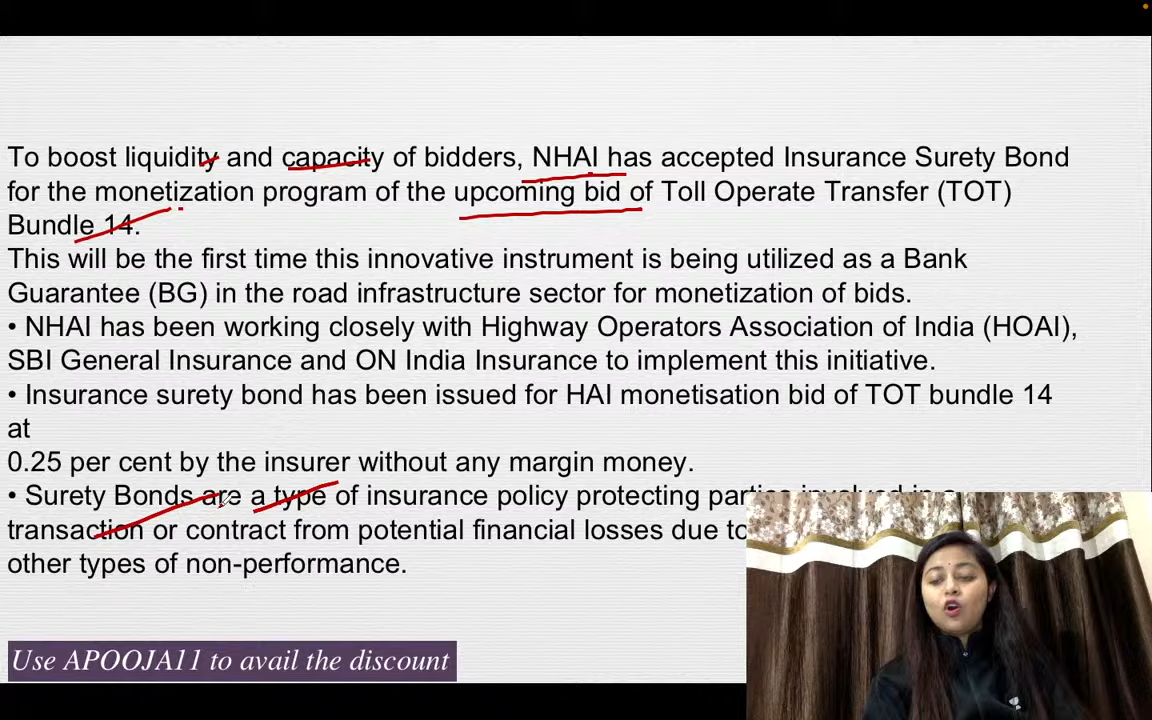 To boost liquidity and capacity of bidders, NHAI has accepted Insurance Surety Bond
for the monetization program of the upcoming bid of Toll Operate Transfer (TOT)
Bundle 14.
This will be the first time this innovative instrument is being utilized as a Bank
Guarantee (BG) in the road infrastructure sector for monetization of bids.
• NHAI has been working closely with Highway Operators Association of India (HOAI),
SBI General Insurance and ON India Insurance to implement this initiative.
• Insurance surety bond has been issued for HAI monetisation bid of TOT bundle 14
at
0.25 per cent by the insurer without any margin money.
• Surety Bonds are a type of insurance policy protecting parties involved in a
transaction or contract from potential financial losses due to
other types of non-performance.
Use APOOJA11 to avail the discount